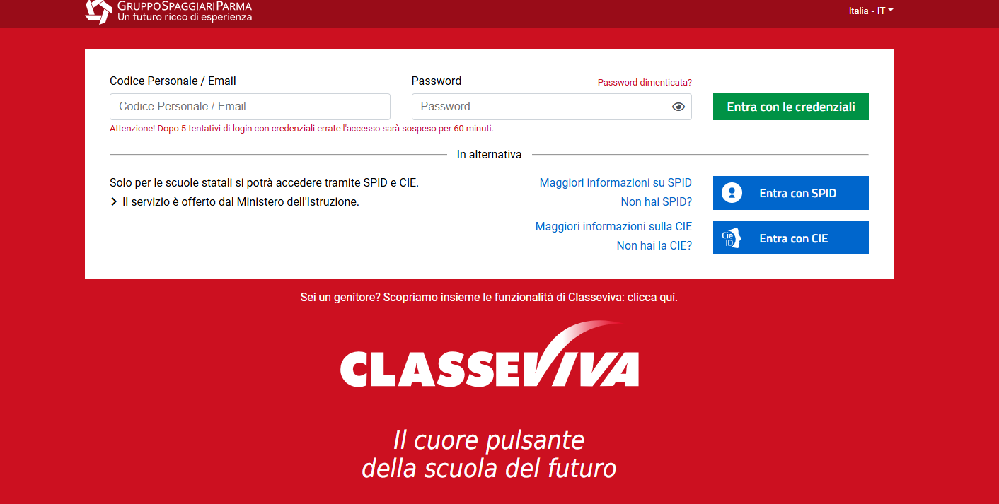 GRUPPOSPAGGIARIPARMA
Un futuro ricco di esperienza
Italia - IT
Codice Personale / Email
Password
Password dimenticata?
Codice Personale / Email
Password
Entra con le credenziali
Attenzione! Dopo 5 tentativi di login con credenziali errate l'accesso sarà sospeso per 60 minuti.
In alternativa
Solo per le scuole statali si potrà accedere tramite SPID e CIE.
Il servizio è offerto dal Ministero dell'Istruzione.
Maggiori informazioni su SPID
Non hai SPID?
Entra con SPID
Maggiori informazioni sulla CIE
Non hai la CIE?
Cie
ID
Entra con CIE
Sei un genitore? Scopriamo insieme le funzionalità di Classeviva: clicca qui.
CLASSEVIVA
Il cuore pulsante
della scuola del futuro